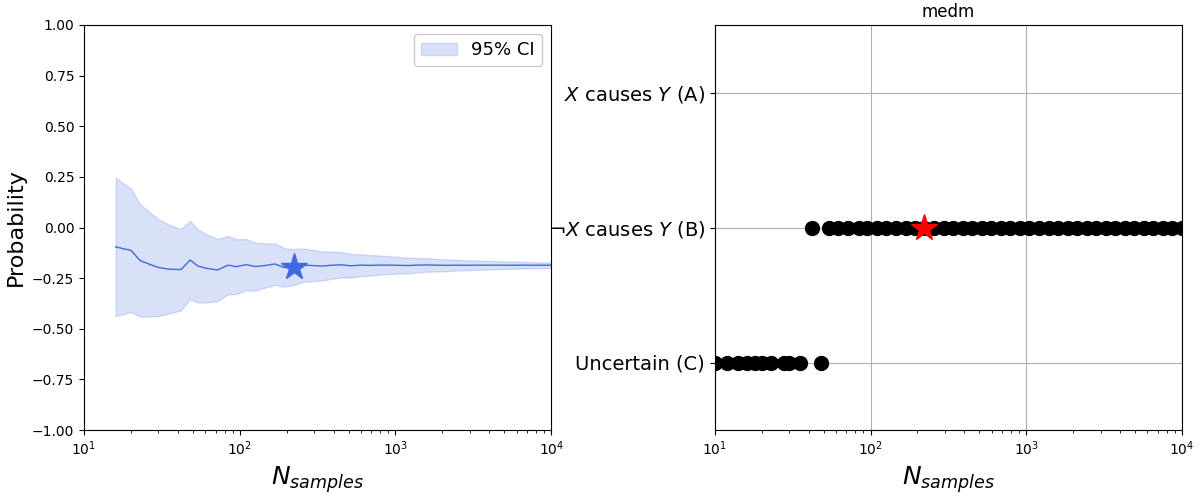 medm
1.00
0.75
0.50
0.25
0.00
−0.25
−0.50
−0.75
−1.00
Probability
95% CI
10¹ 10² 10³ 10⁴
N_samples
X causes Y (A)
¬X causes Y (B)
Uncertain (C)
10¹ 10² 10³ 10⁴
N_samples